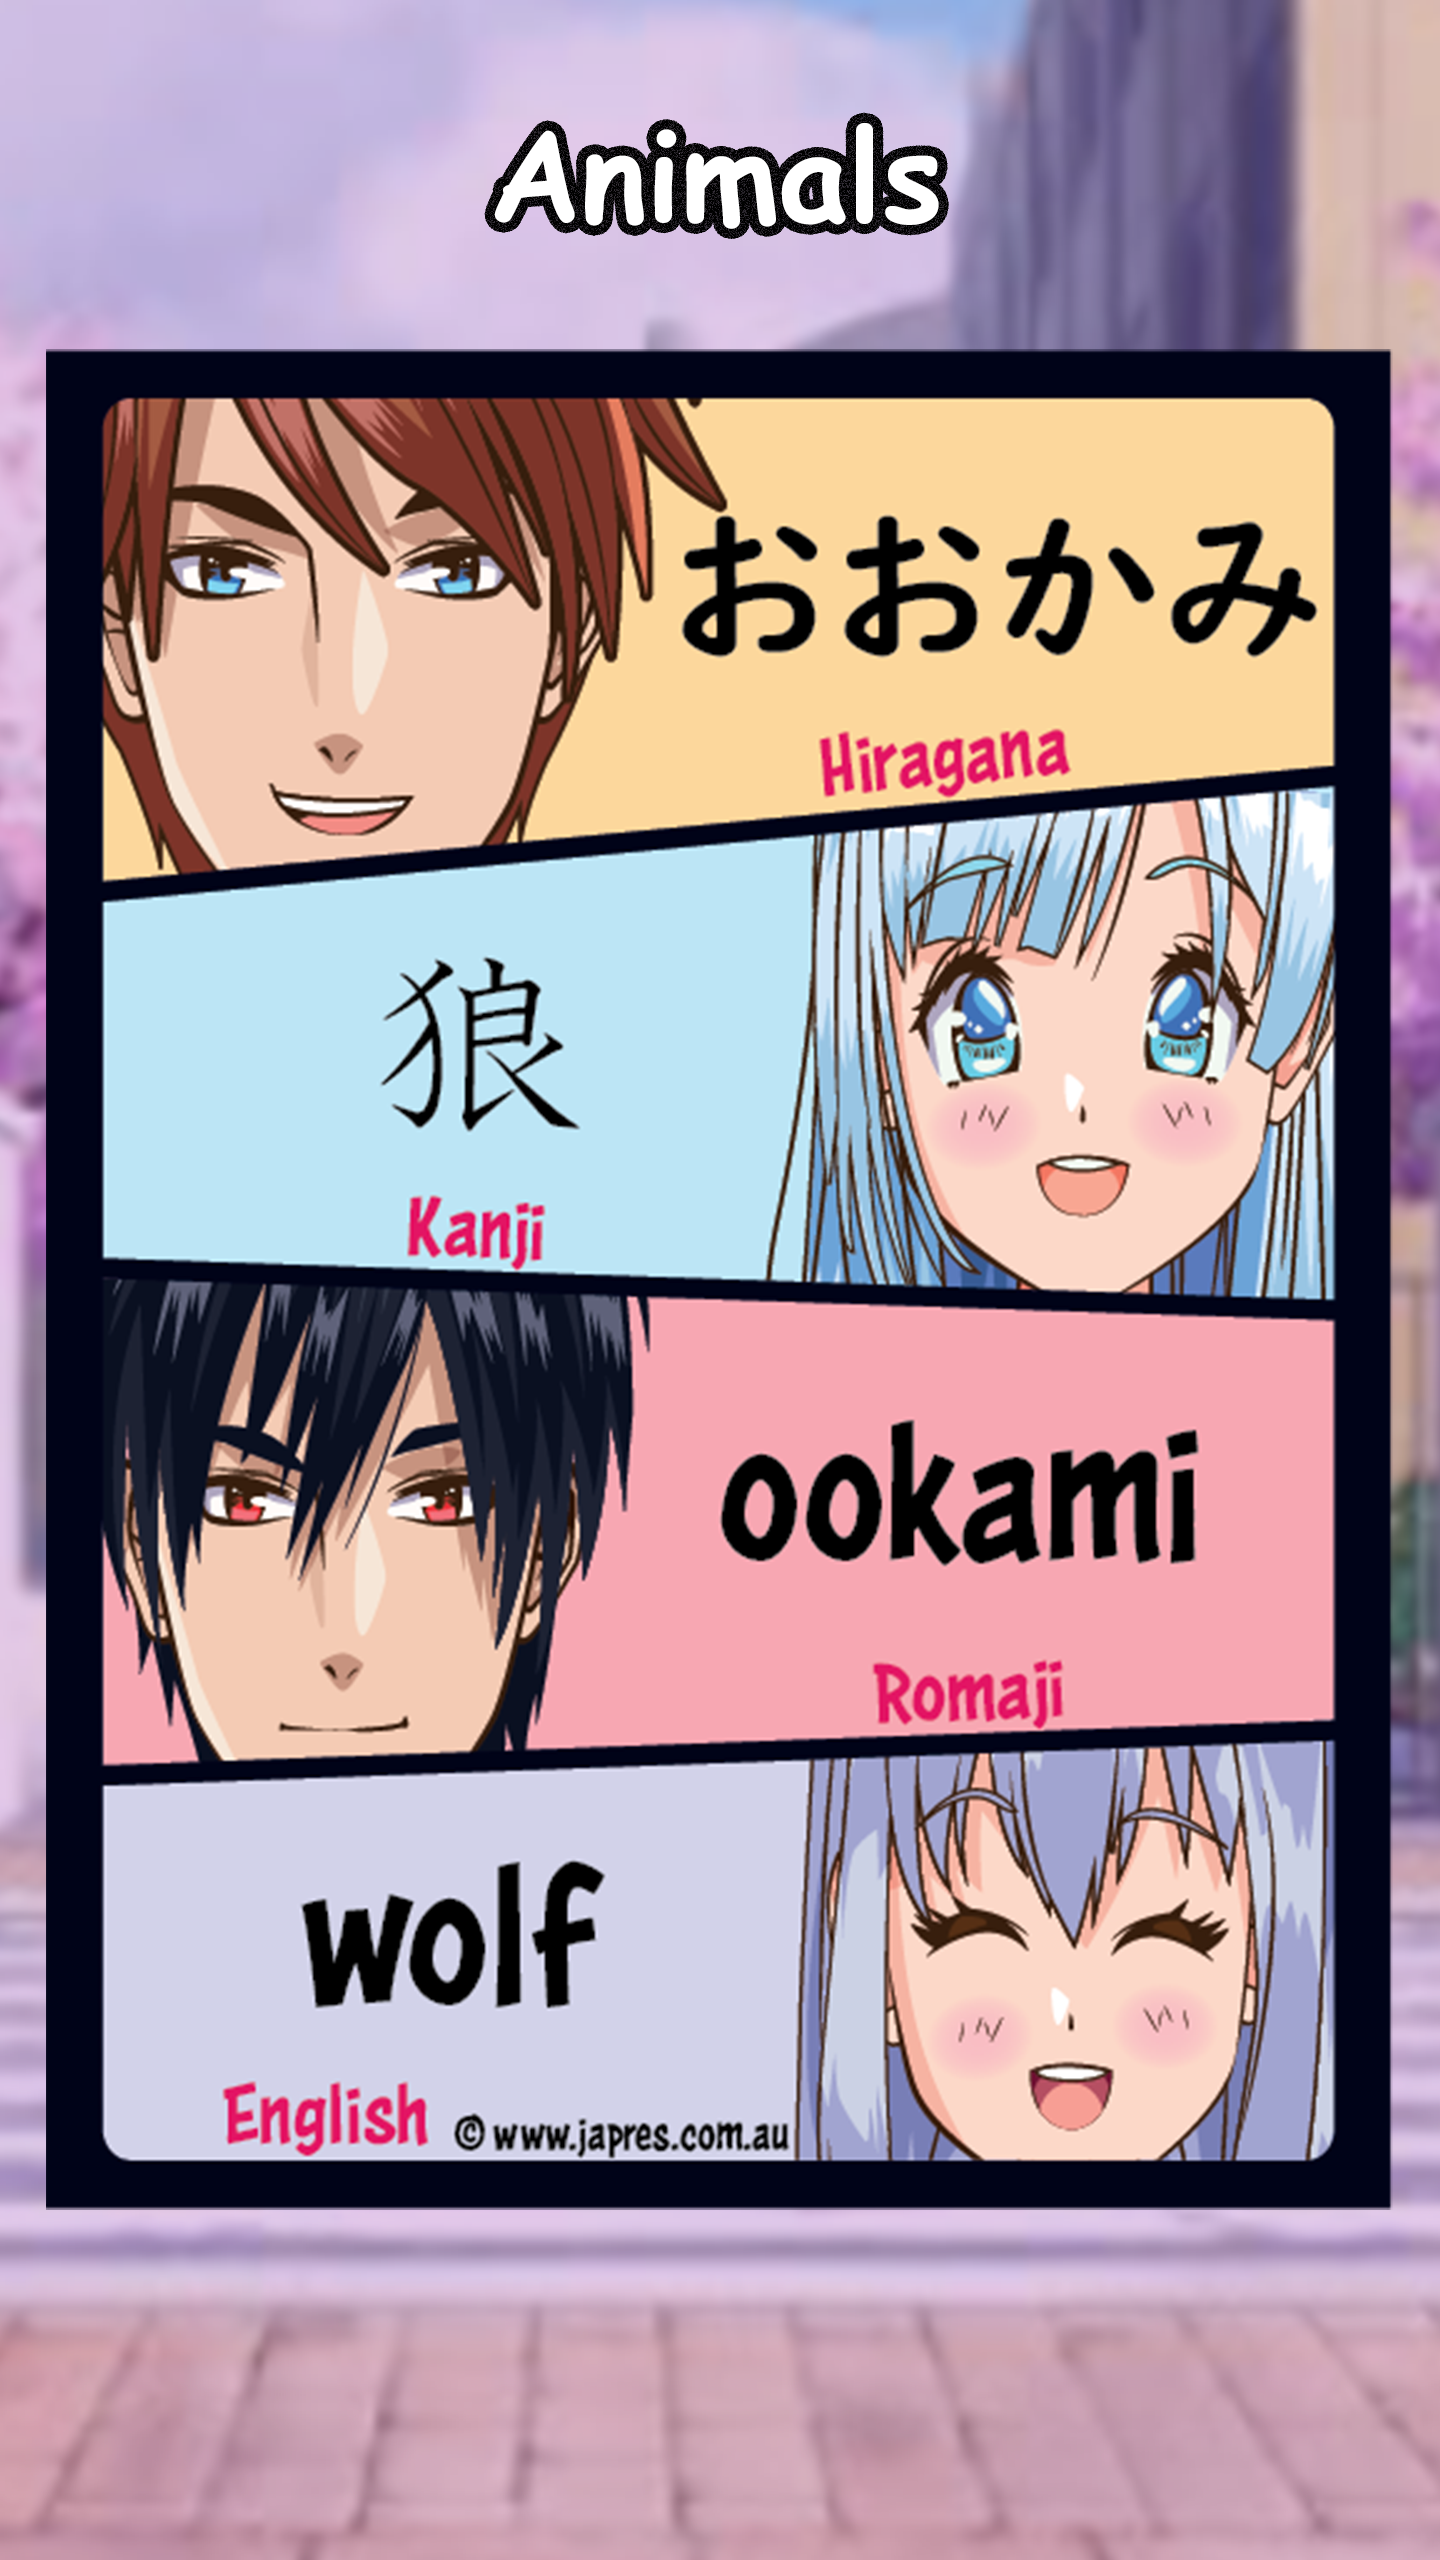 Animals
おおかみ
Hiragana
狼
Kanji
ookami
Romaji
wolf
English
© www.japres.com.au